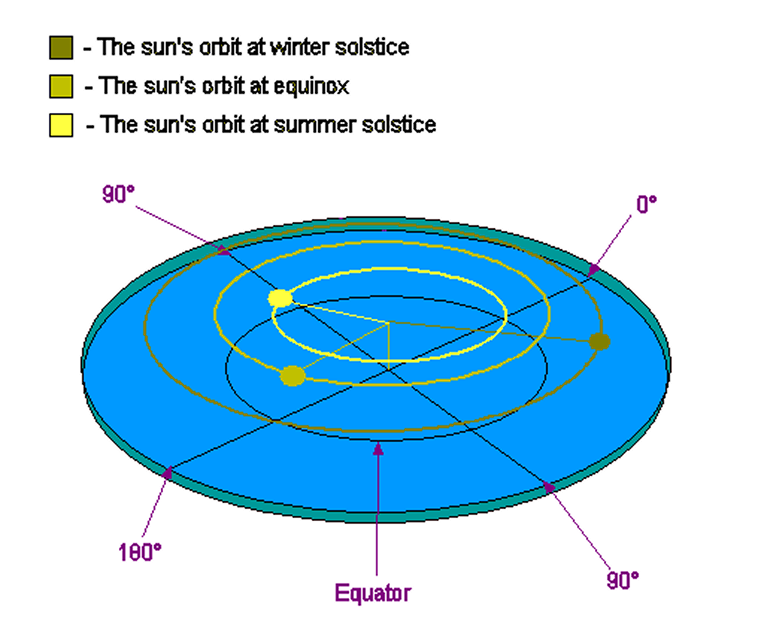 - The sun's orbit at winter solstice
- The sun's orbit at equinox
- The sun's orbit at summer solstice
90°
0°
180°
90°
Equator